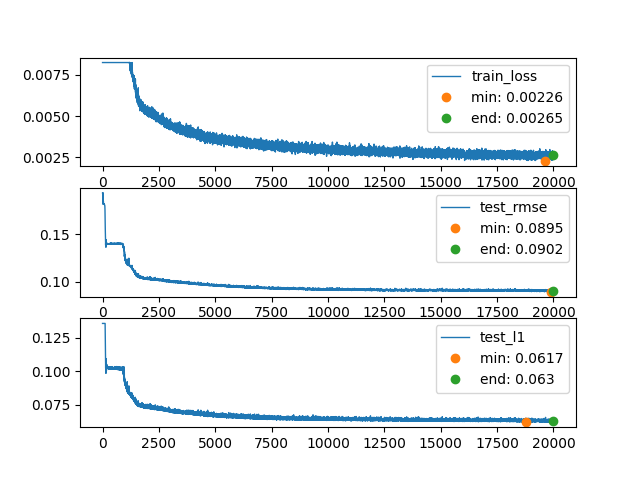 0.0075
0.0050
0.0025
train_loss
min: 0.00226
end: 0.00265
0 2500 5000 7500 10000 12500 15000 17500 20000
0.15
0.10
test_rmse
min: 0.0895
end: 0.0902
0 2500 5000 7500 10000 12500 15000 17500 20000
0.125
0.100
0.075
test_l1
min: 0.0617
end: 0.063
0 2500 5000 7500 10000 12500 15000 17500 20000